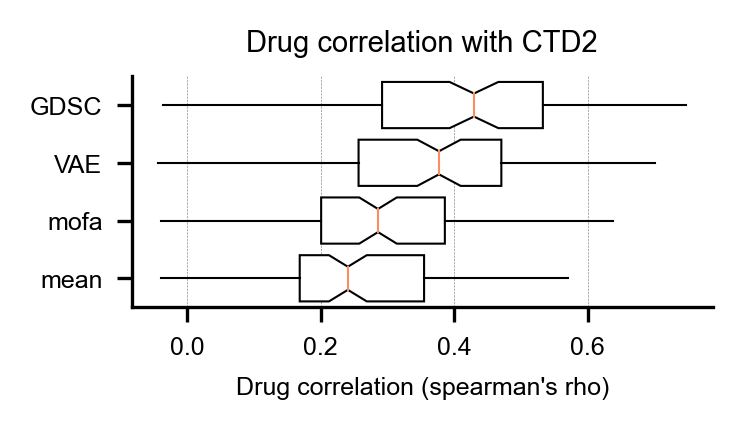 Drug correlation with CTD2
GDSC
VAE
mofa
mean
0.0 0.2 0.4 0.6
Drug correlation (spearman's rho)